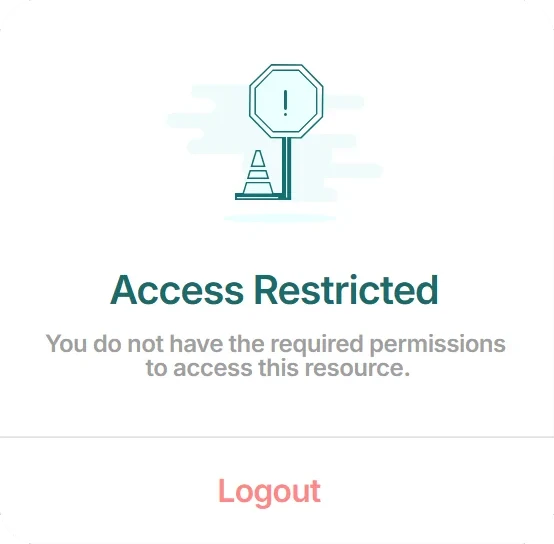 !
Access Restricted
You do not have the required permissions
to access this resource.
Logout